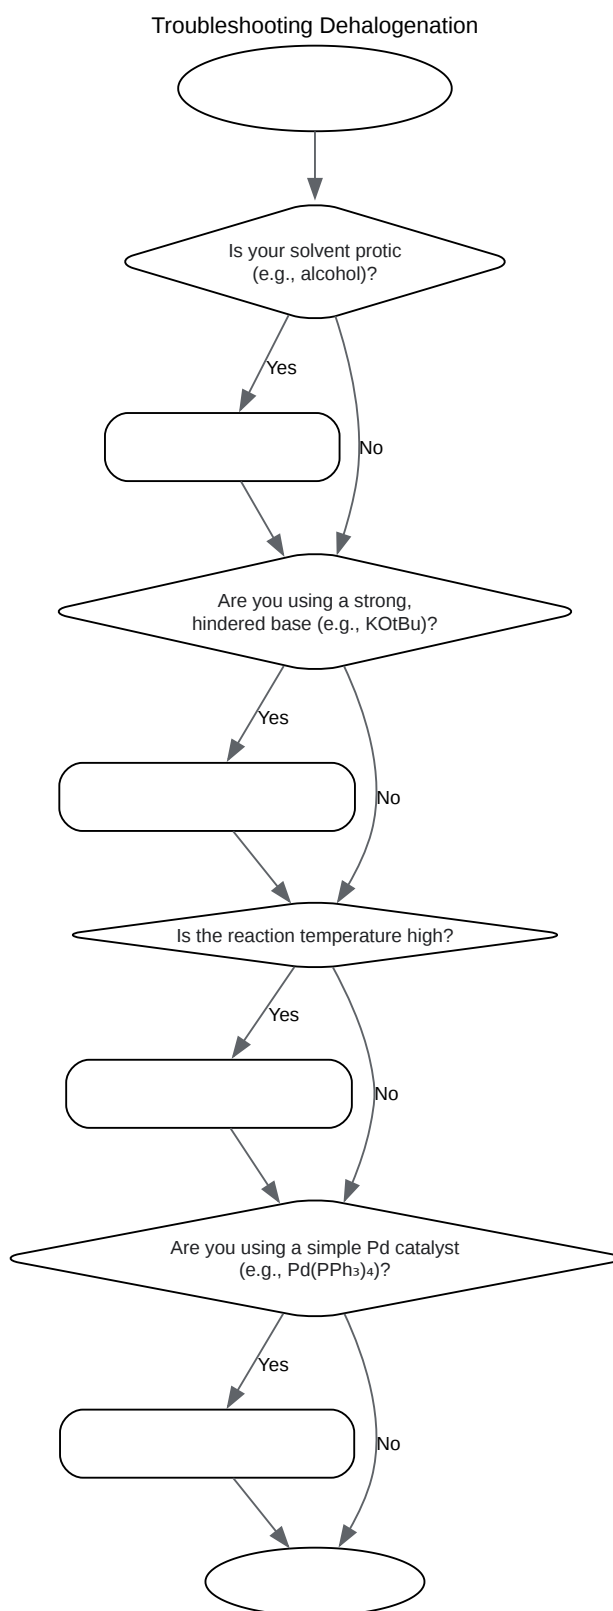 Troubleshooting Dehalogenation
Is your solvent protic
(e.g., alcohol)?
Yes
No
Are you using a strong,
hindered base (e.g., KOtBu)?
Yes
No
Is the reaction temperature high?
Yes
No
Are you using a simple Pd catalyst
(e.g., Pd(PPh₃)₄)?
Yes
No